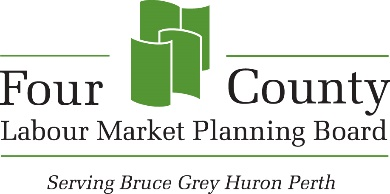 Four County
Labour Market Planning Board
Serving Bruce Grey Huron Perth